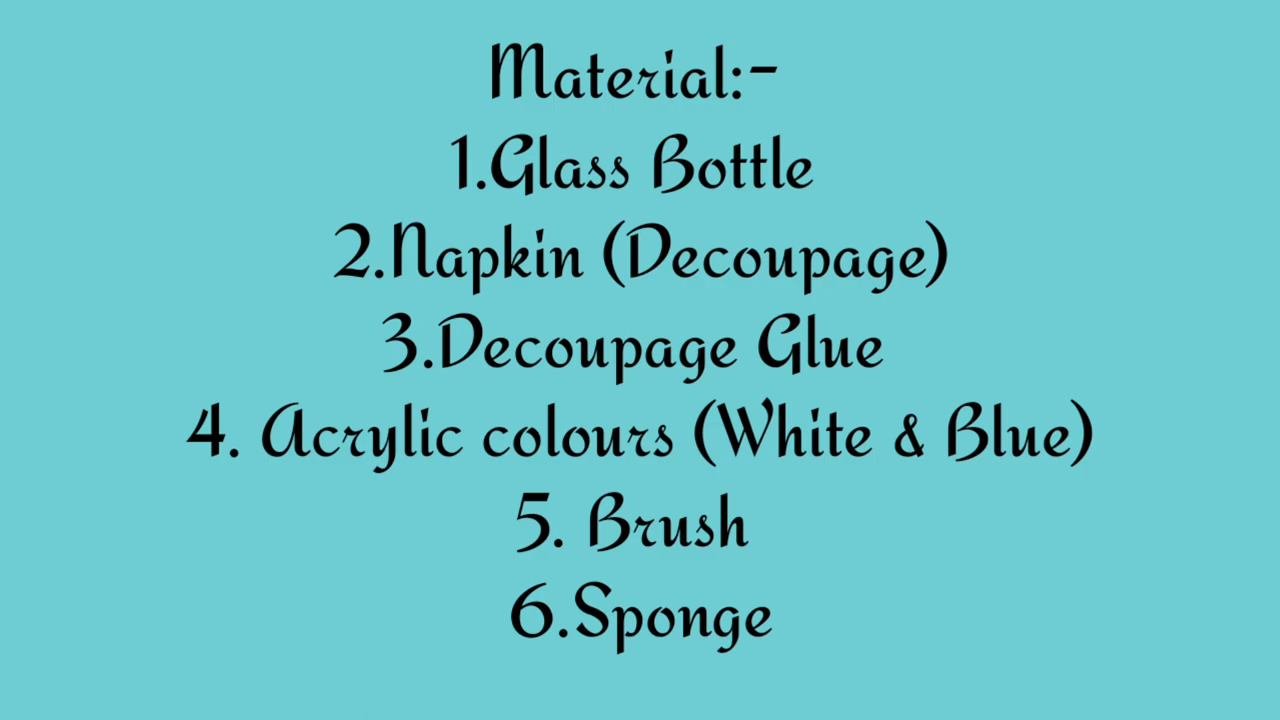 Material:-
1.Glass Bottle
2.Napkin (Decoupage)
3.Decoupage Glue
4. Acrylic colours (White & Blue)
5. Brush
6.Sponge